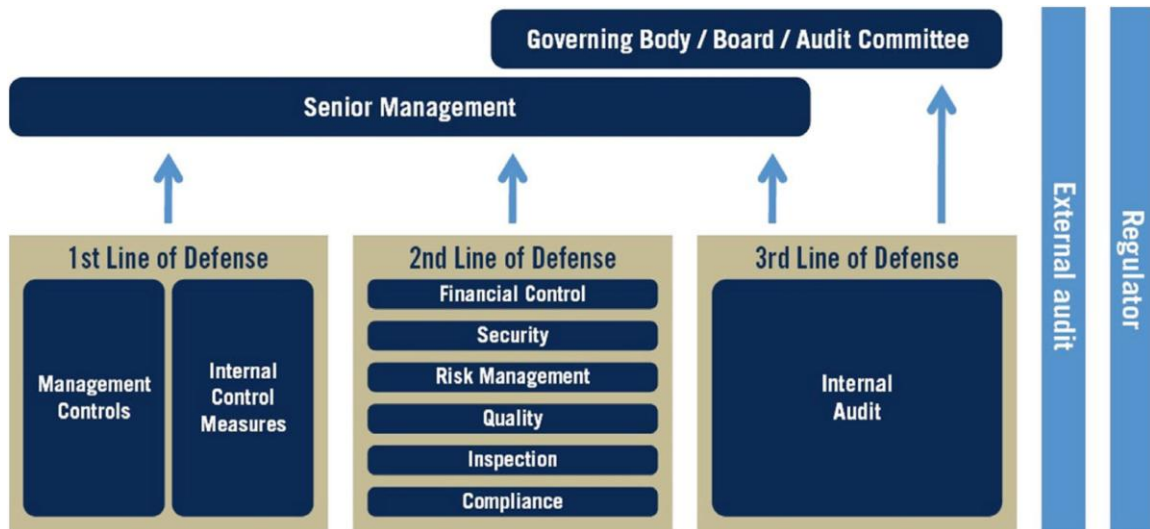 Governing Body / Board / Audit Committee
Senior Management
1st Line of Defense
Management
Controls
Internal
Control
Measures
2nd Line of Defense
Financial Control
Security
Risk Management
Quality
Inspection
Compliance
3rd Line of Defense
Internal
Audit
External audit
Regulator